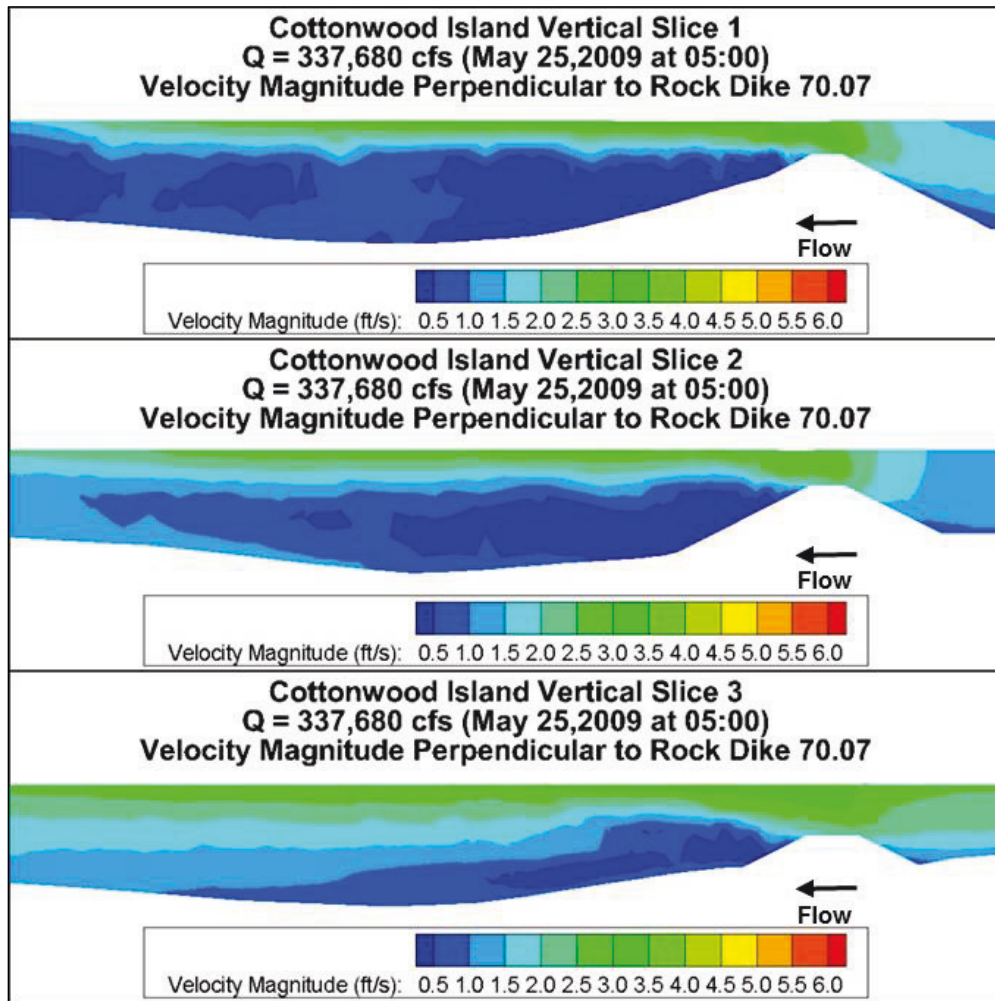 Cottonwood Island Vertical Slice 1
Q = 337,680 cfs (May 25,2009 at 05:00)
Velocity Magnitude Perpendicular to Rock Dike 70.07
Flow
Velocity Magnitude (ft/s): 0.5 1.0 1.5 2.0 2.5 3.0 3.5 4.0 4.5 5.0 5.5 6.0
Cottonwood Island Vertical Slice 2
Q = 337,680 cfs (May 25,2009 at 05:00)
Velocity Magnitude Perpendicular to Rock Dike 70.07
Flow
Velocity Magnitude (ft/s): 0.5 1.0 1.5 2.0 2.5 3.0 3.5 4.0 4.5 5.0 5.5 6.0
Cottonwood Island Vertical Slice 3
Q = 337,680 cfs (May 25,2009 at 05:00)
Velocity Magnitude Perpendicular to Rock Dike 70.07
Flow
Velocity Magnitude (ft/s): 0.5 1.0 1.5 2.0 2.5 3.0 3.5 4.0 4.5 5.0 5.5 6.0